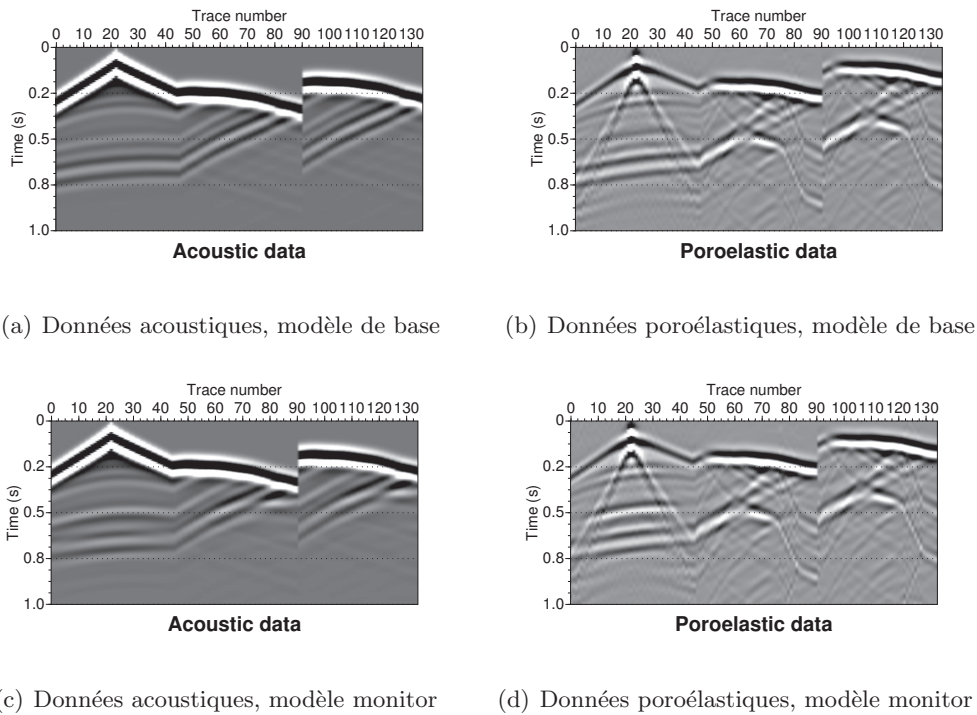 Trace number
0 10 20 30 40 50 60 70 80 90 100 110 120 130
0
0.2
0.5
0.8
1.0
Time (s)
Acoustic data
(a) Données acoustiques, modèle de base
Trace number
0 10 20 30 40 50 60 70 80 90 100 110 120 130
0
0.2
0.5
0.8
1.0
Time (s)
Poroelastic data
(b) Données poroélastiques, modèle de base
Trace number
0 10 20 30 40 50 60 70 80 90 100 110 120 130
0
0.2
0.5
0.8
1.0
Time (s)
Acoustic data
(c) Données acoustiques, modèle monitor
Trace number
0 10 20 30 40 50 60 70 80 90 100 110 120 130
0
0.2
0.5
0.8
1.0
Time (s)
Poroelastic data
(d) Données poroélastiques, modèle monitor